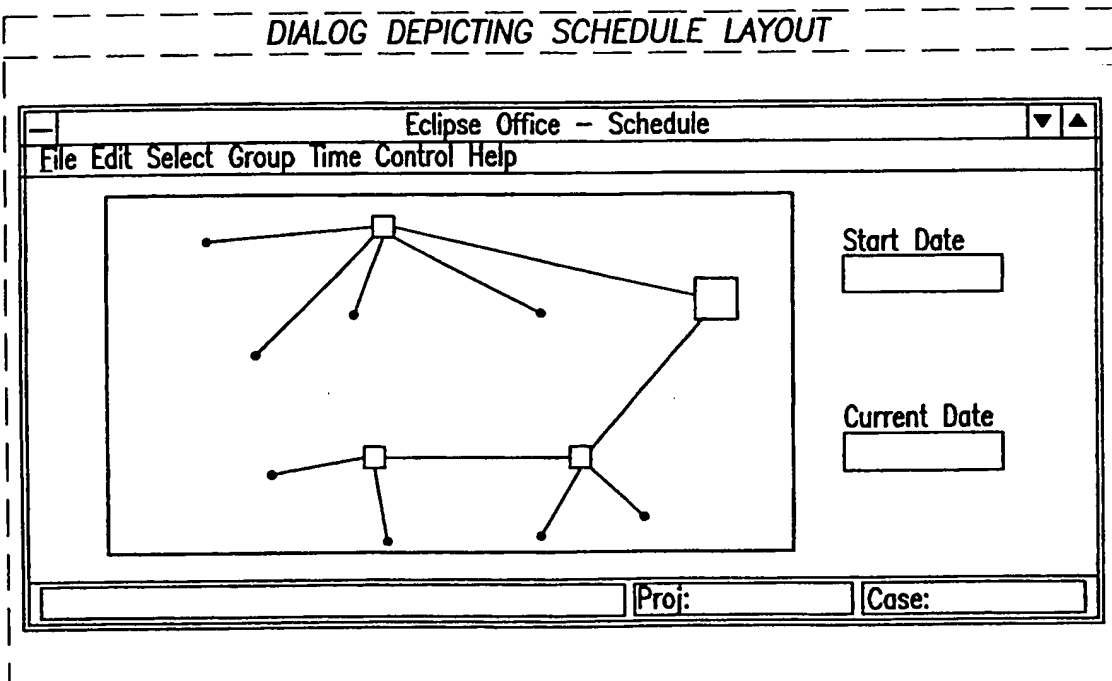 DIALOG DEPICTING SCHEDULE LAYOUT
Eclipse Office – Schedule
File Edit Select Group Time Control Help
Start Date
Current Date
Proj:
Case: